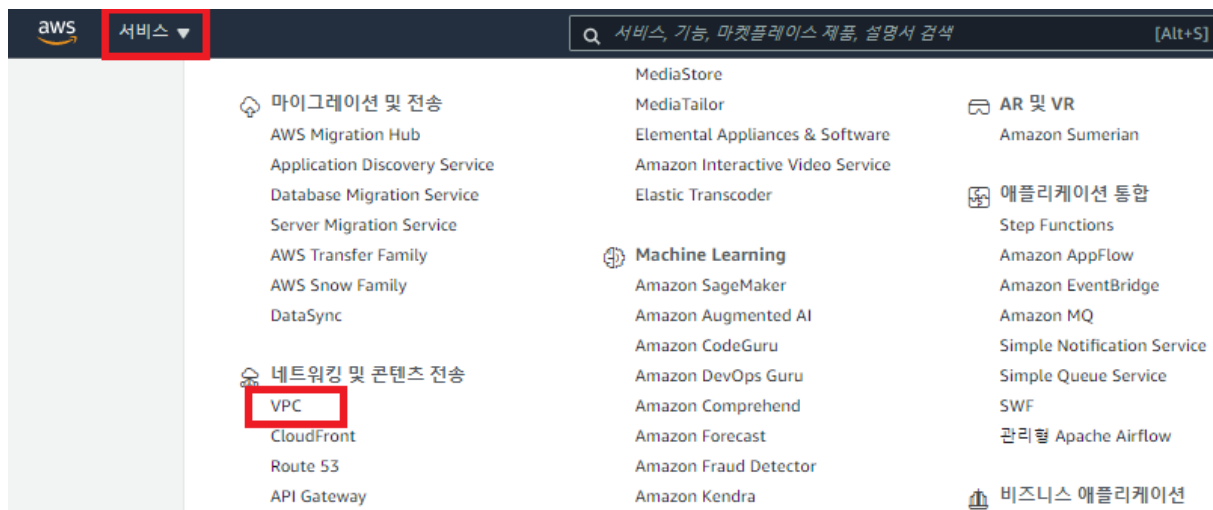 aws 서비스 ▼ 서비스, 기능, 마켓플레이스 제품, 설명서 검색 [Alt+S]
마이그레이션 및 전송
AWS Migration Hub
Application Discovery Service
Database Migration Service
Server Migration Service
AWS Transfer Family
AWS Snow Family
DataSync
네트워킹 및 콘텐츠 전송
VPC
CloudFront
Route 53
API Gateway
MediaStore
MediaTailor
Elemental Appliances & Software
Amazon Interactive Video Service
Elastic Transcoder
Machine Learning
Amazon SageMaker
Amazon Augmented AI
Amazon CodeGuru
Amazon DevOps Guru
Amazon Comprehend
Amazon Forecast
Amazon Fraud Detector
Amazon Kendra
AR 및 VR
Amazon Sumerian
애플리케이션 통합
Step Functions
Amazon AppFlow
Amazon EventBridge
Amazon MQ
Simple Notification Service
Simple Queue Service
SWF
관리형 Apache Airflow
비즈니스 애플리케이션